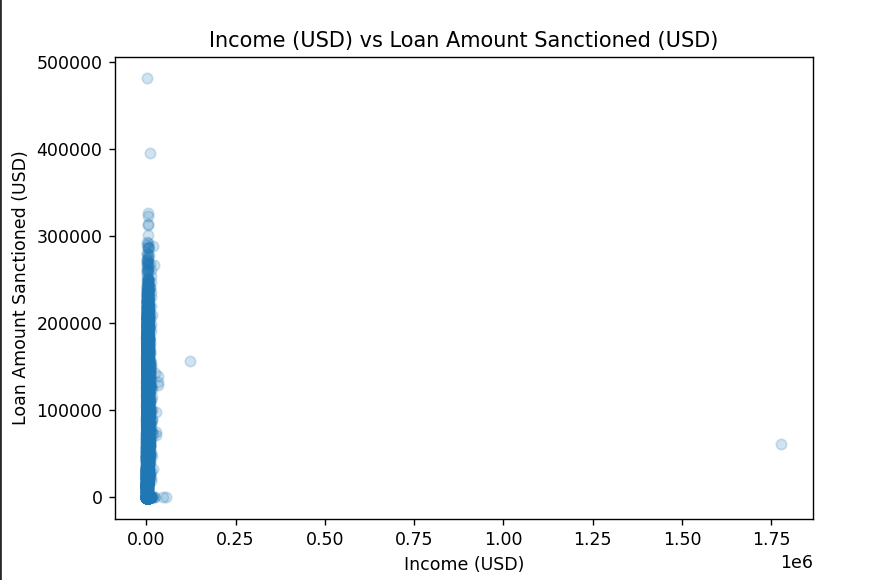 Income (USD) vs Loan Amount Sanctioned (USD)
500000
400000
300000
200000
100000
0
Loan Amount Sanctioned (USD)
0.00 0.25 0.50 0.75 1.00 1.25 1.50 1.75
1e6
Income (USD)